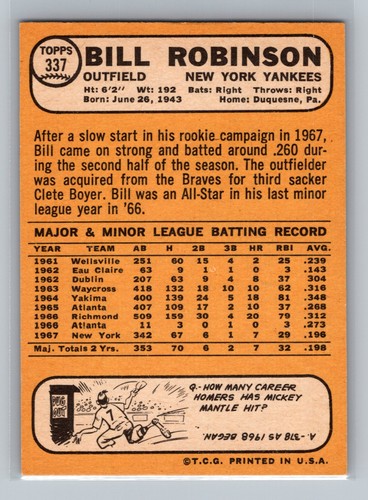 TOPPS
337
BILL ROBINSON
OUTFIELD NEW YORK YANKEES
Ht: 6'2" Wt: 192 Bats: Right Throws: Right
Born: June 26, 1943 Home: Duquesne, Pa.
After a slow start in his rookie campaign in 1967,
Bill came on strong and batted around .260 dur-
ing the second half of the season. The outfielder
was acquired from the Braves for third sacker
Clete Boyer. Bill was an All-Star in his last minor
league year in '66.
MAJOR & MINOR LEAGUE BATTING RECORD
YEAR TEAM AB H 2B 3B HR RBI AVG.
1961 Wellsville 251 60 15 4 2 25 .239
1962 Eau Claire 63 9 1 1 0 3 .143
1962 Dublin 207 63 9 4 8 37 .304
1963 Waycross 418 132 18 10 10 62 .316
1964 Yakima 400 139 24 5 18 81 .348
1965 Atlanta 407 109 17 2 10 37 .268
1966 Richmond 509 159 30 4 20 79 .312
1966 Atlanta 11 3 0 1 0 3 .273
1967 New York 342 67 6 1 7 29 .196
Maj. Totals 2 Yrs. 353 70 6 2 7 32 .198
Q.-HOW MANY CAREER
HOMERS HAS MICKEY
MANTLE HIT?
A.-518 AS 1968 BEGAN.
7
©T.C.G. PRINTED IN U.S.A.